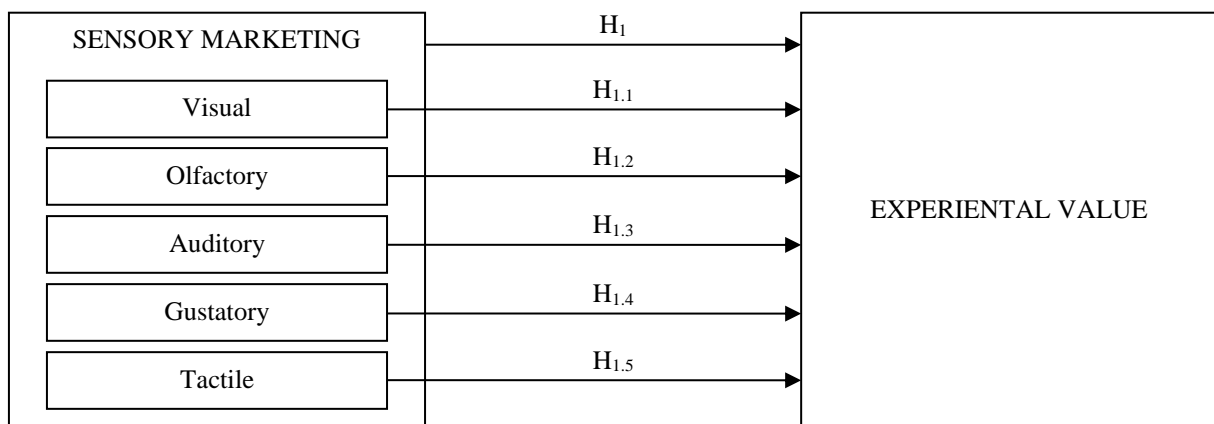 SENSORY MARKETING
H₁
Visual
H₁.₁
Olfactory
H₁.₂
Auditory
H₁.₃
EXPERIENTAL VALUE
Gustatory
H₁.₄
Tactile
H₁.₅